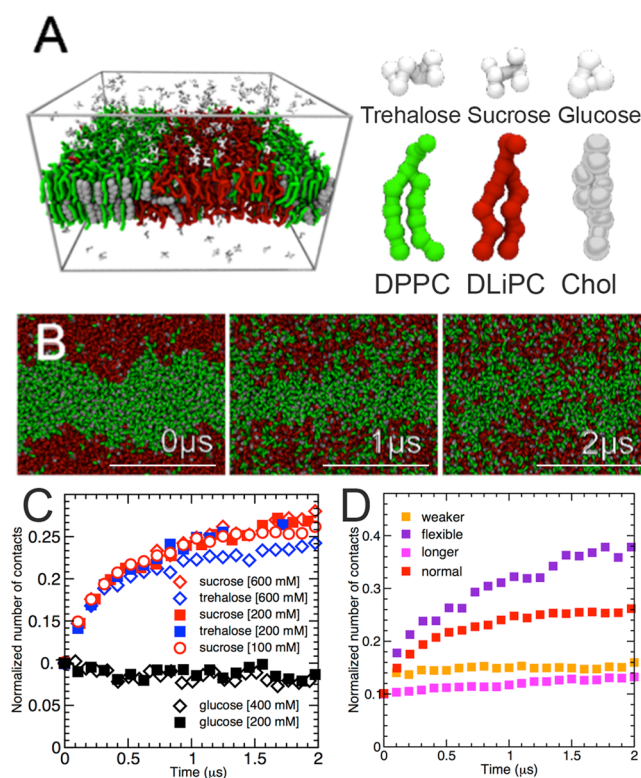 A
Trehalose Sucrose Glucose
DPPC DLiPC Chol
B
0μs
1μs
2μs
C
Normalized number of contacts
0.25
0.2
0.15
0.1
0.05
0
0 0.5 1 1.5 2
Time (μs)
sucrose [600 mM]
trehalose [600 mM]
sucrose [200 mM]
trehalose [200 mM]
sucrose [100 mM]
glucose [400 mM]
glucose [200 mM]
D
Normalized number of contacts
0.4
0.3
0.2
0.1
0
0 0.5 1 1.5 2
Time (μs)
weaker
flexible
longer
normal